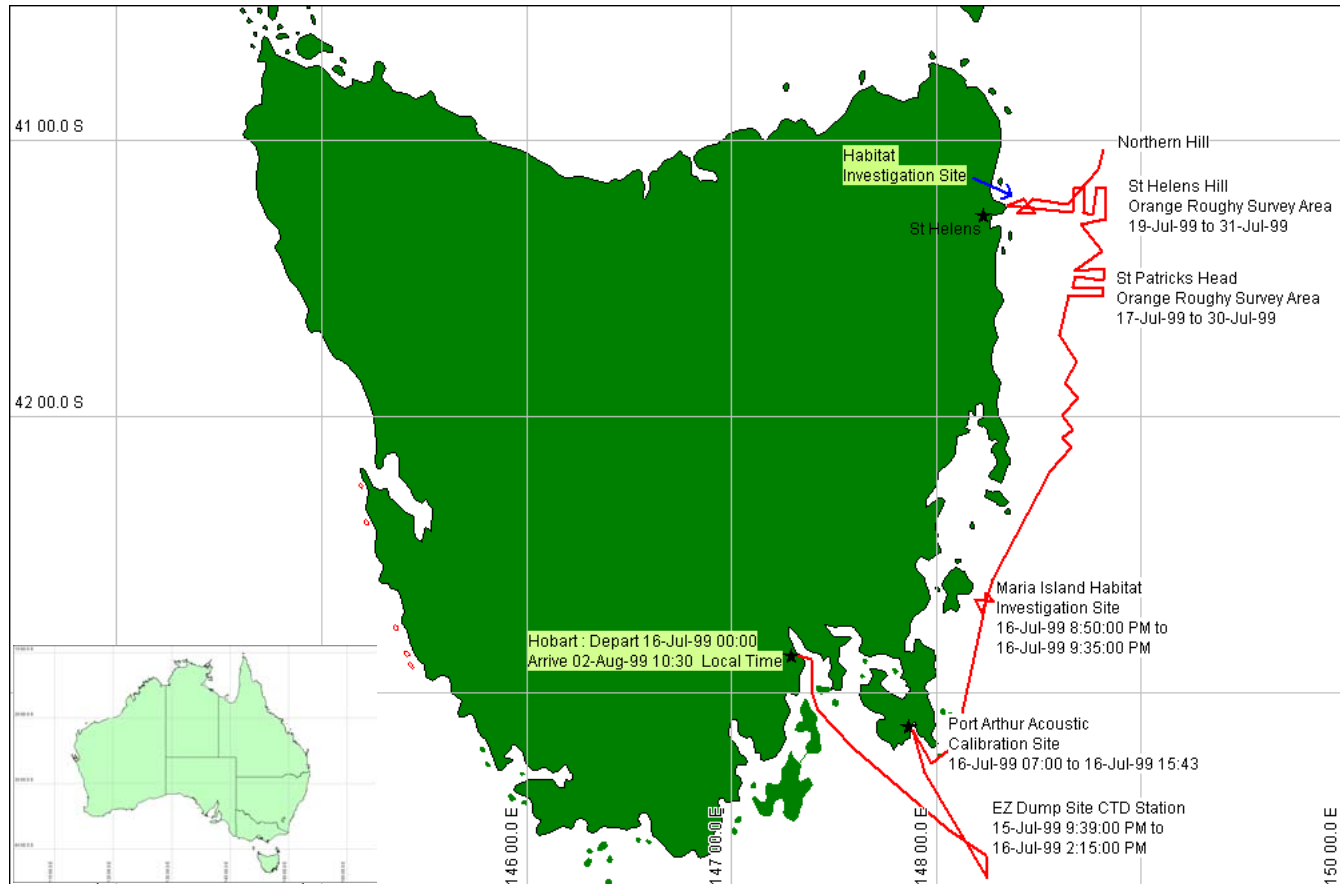 41 00.0 S
Northern Hill
Habitat
Investigation Site
St Helens Hill
Orange Roughy Survey Area
19-Jul-99 to 31-Jul-99
St Helens
St Patricks Head
Orange Roughy Survey Area
17-Jul-99 to 30-Jul-99
42 00.0 S
Maria Island Habitat
Investigation Site
16-Jul-99 8:50:00 PM to
16-Jul-99 9:35:00 PM
Hobart : Depart 16-Jul-99 00:00
Arrive 02-Aug-99 10:30 Local Time
Port Arthur Acoustic
Calibration Site
16-Jul-99 07:00 to 16-Jul-99 15:43
EZ Dump Site CTD Station
15-Jul-99 9:39:00 PM to
16-Jul-99 2:15:00 PM
146 00.0 E
147 00.0 E
148 00.0 E
150 00.0 E